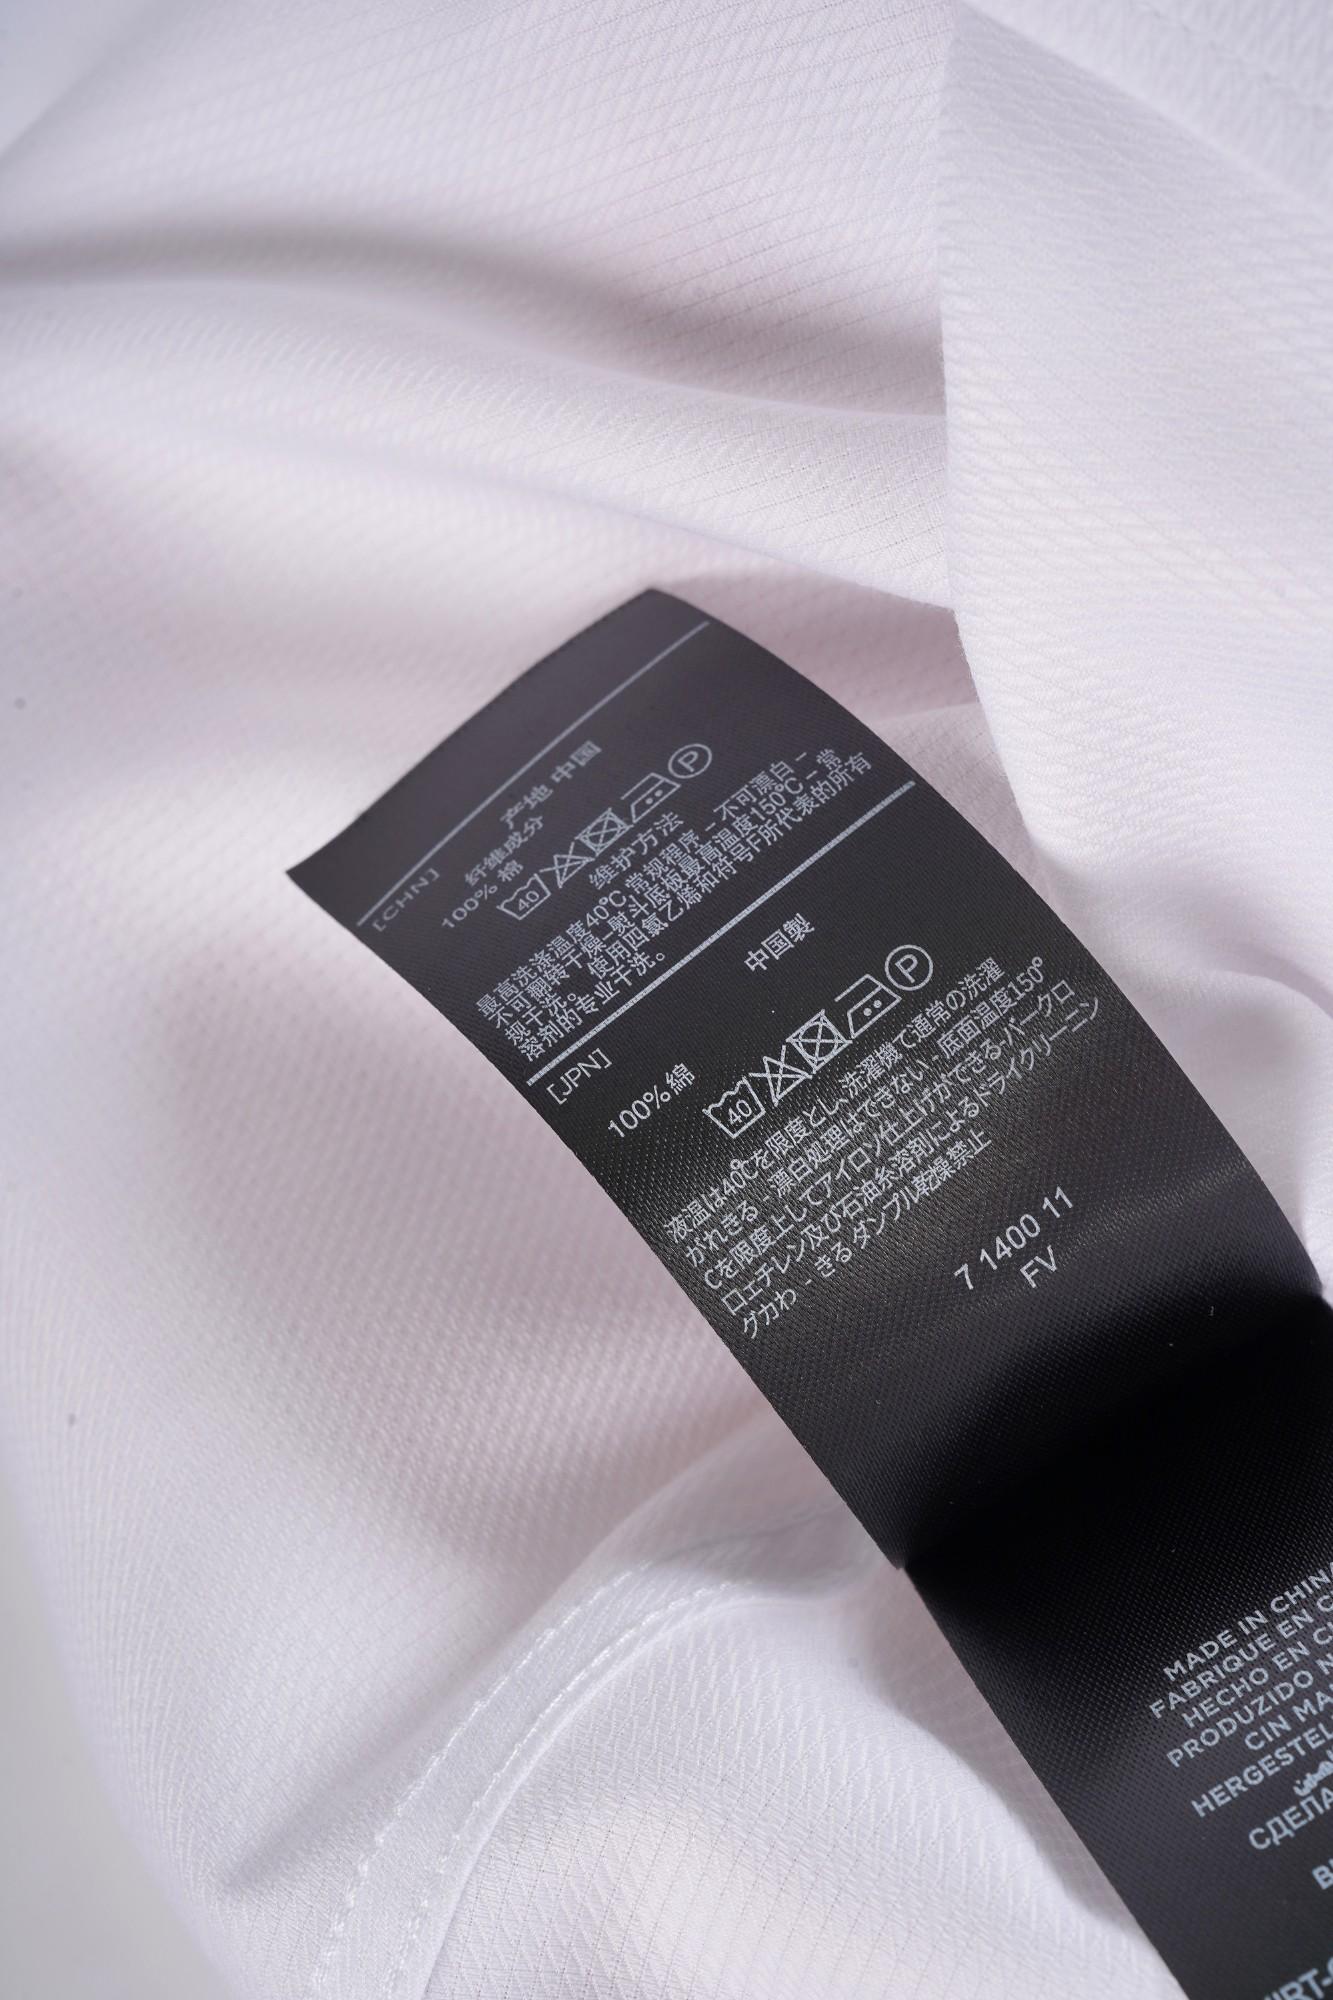 [CHN]
产地 中国
纤维成分
100% 棉
40
P
维护方法
最高洗涤温度40℃ 常规程序 - 不可漂白 -
不可翻转干燥-熨斗底板最高温度150℃ - 常
规干洗。使用四氯乙烯和符号F所代表的所有
溶剂的专业干洗。
[JPN]
中国製
100% 綿
40
P
液温は40℃を限度とし、洗濯機で通常の洗濯
がれきる - 漂白処理はできない - 底面温度150°
Cを限度上してアイロン仕上げができる-パークロ
ロェチレン及び石油系溶剤によるドライクリーニン
グカわ - きる タンブル乾燥禁止
7 1400 11
FV
MADE IN CHIN
FABRIQUE EN C
HECHO EN C
PRODUZIDO N
CIN MA
HERGESTEL
СДЕЛА